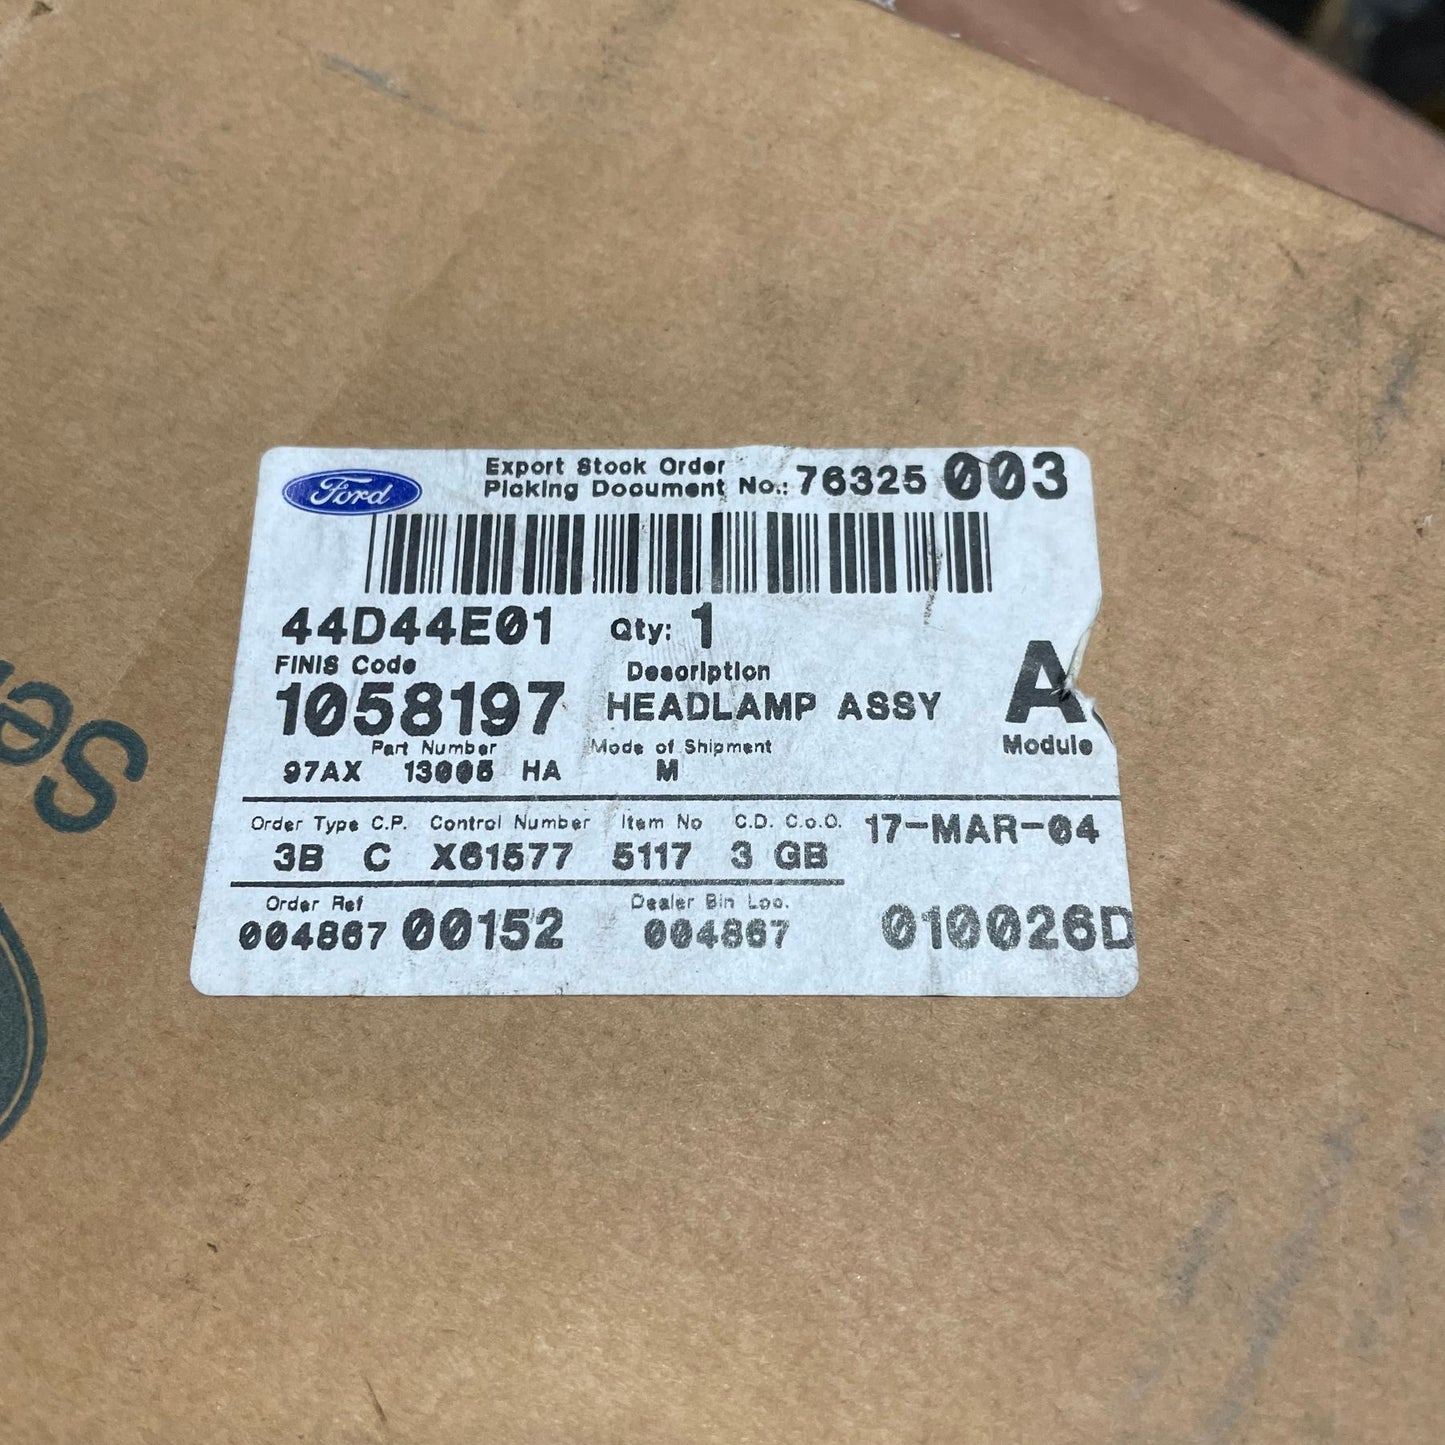 Ser
Ford
Export Stock Order
Picking Document No.: 76325 003
44D44E01 Qty: 1
FINIS Code Description
1058197 HEADLAMP ASSY A
Part Number Mode of Shipment Module
97AX 13005 HA M
Order Type C.P. Control Number Item No C.D. C.o.O. 17-MAR-04
3B C X61577 5117 3 GB
Order Ref Dealer Bin Loc.
004867 00152 004867 010026D